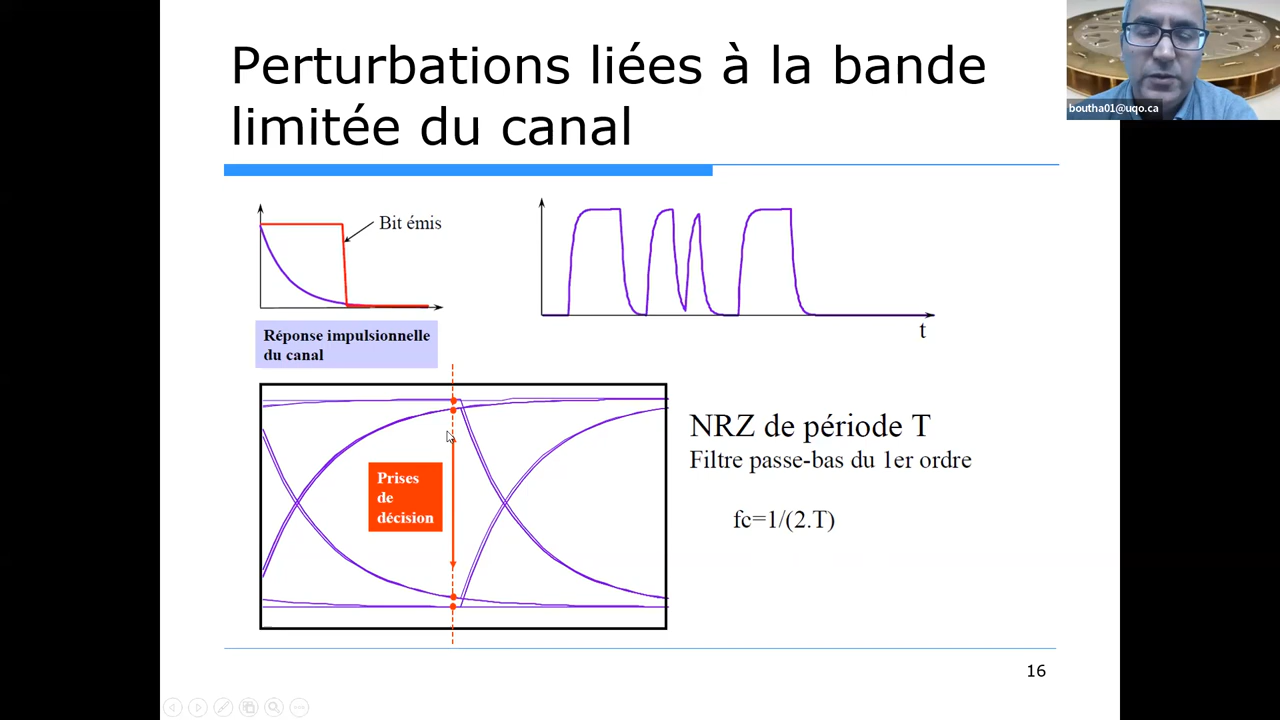 Perturbations liées à la bande
limitée du canal
boutha01@uqo.ca
Bit émis
Réponse impulsionnelle
du canal
t
Prises
de
décision
NRZ de période T
Filtre passe-bas du 1er ordre
fc=1/(2.T)
16